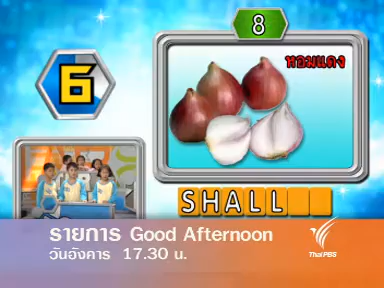 8
6
หอมแดง
SHALL
รายการ Good Afternoon
วันอังคาร 17.30 น.
ThaiPBS